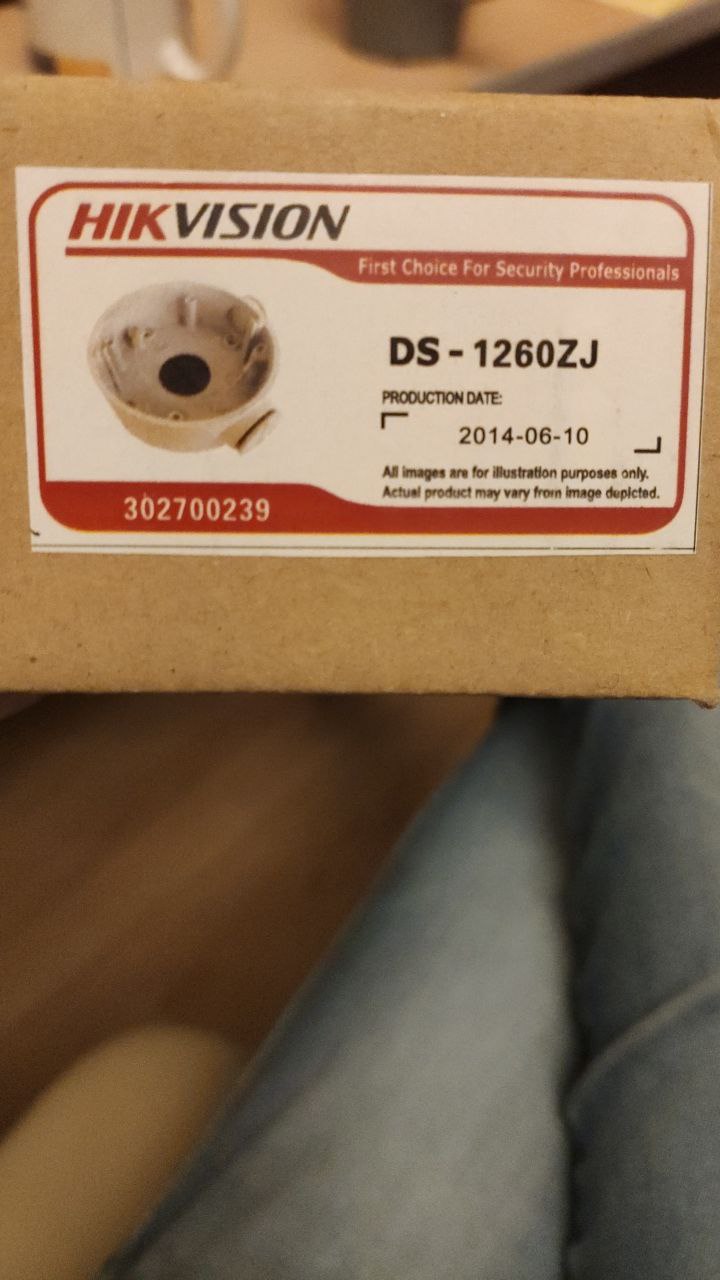 HIKVISION
First Choice For Security Professionals
DS-1260ZJ
PRODUCTION DATE:
2014-06-10
All images are for illustration purposes only.
Actual product may vary from image depicted.
302700239